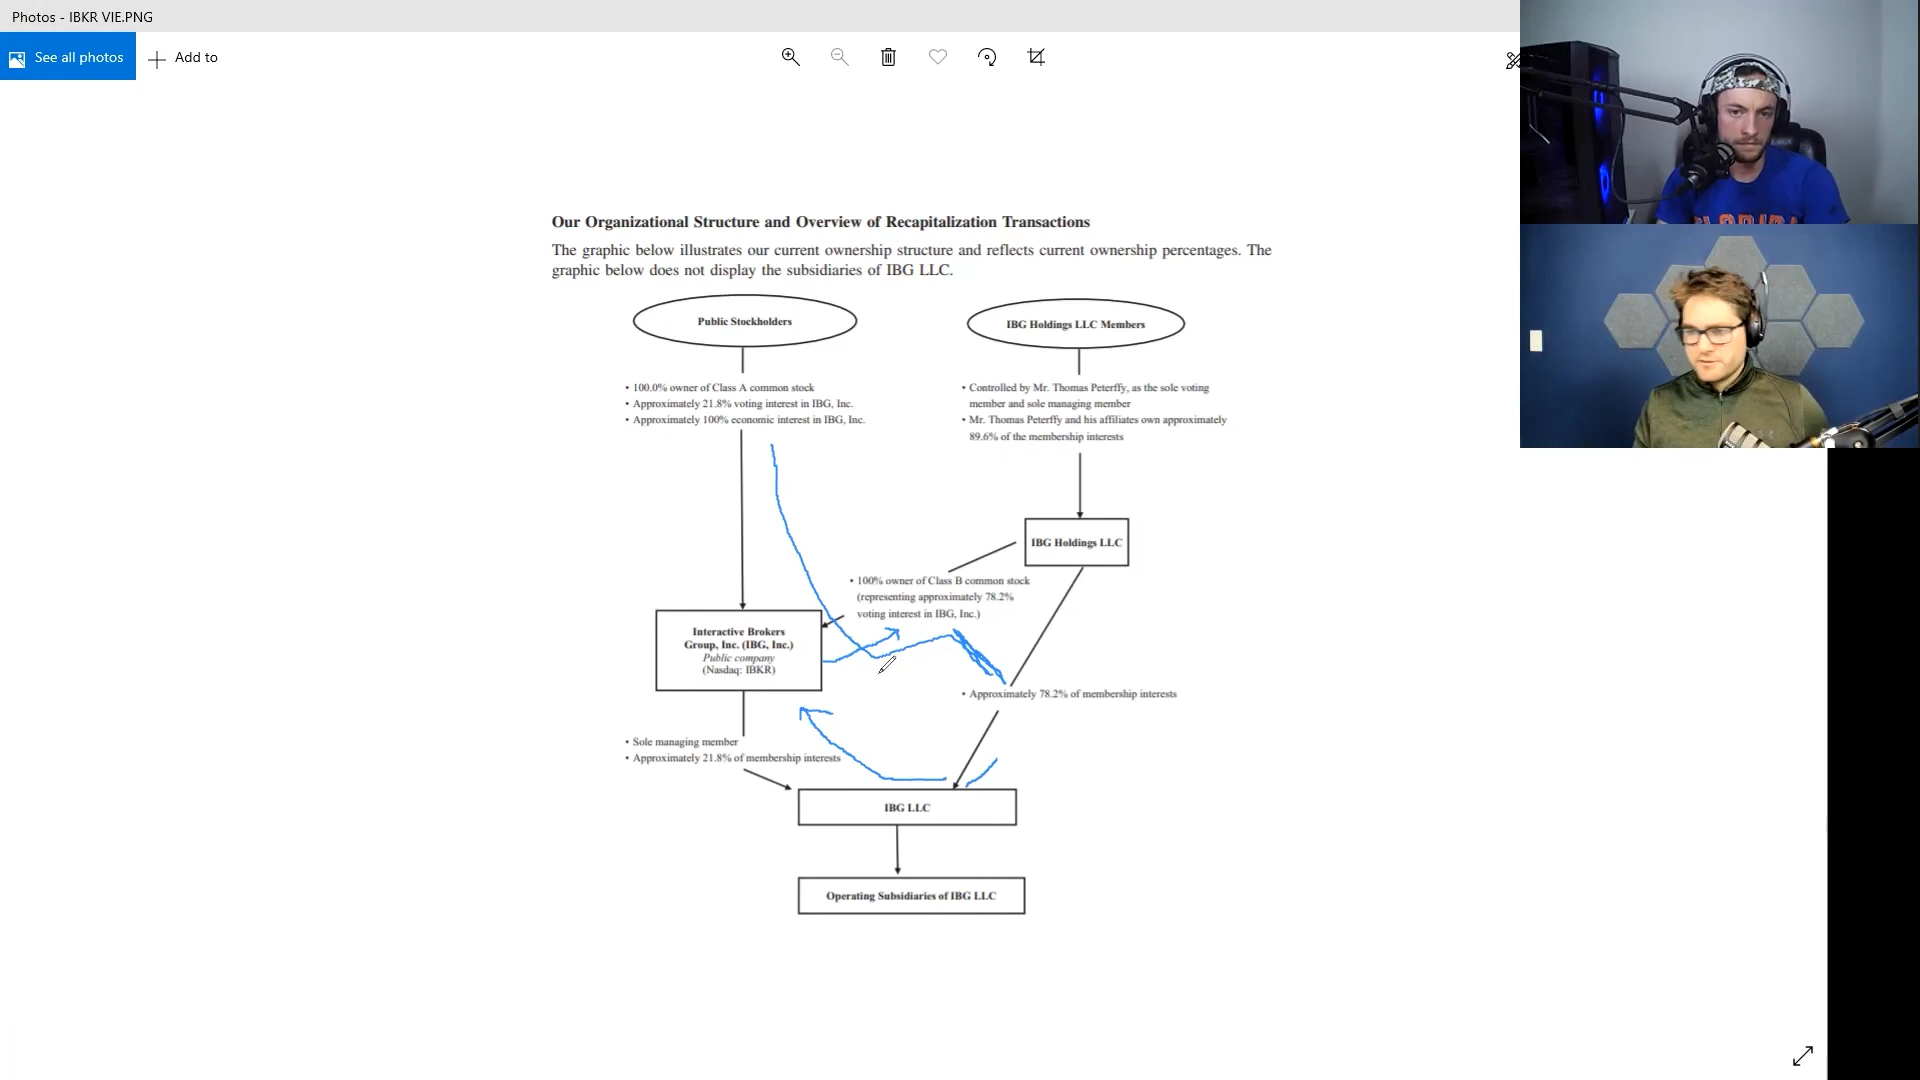 Photos - IBKR VIE.PNG
See all photos
Add to
Our Organizational Structure and Overview of Recapitalization Transactions
The graphic below illustrates our current ownership structure and reflects current ownership percentages. The
graphic below does not display the subsidiaries of IBG LLC.
Public Stockholders
IBG Holdings LLC Members
• 100.0% owner of Class A common stock
• Approximately 21.8% voting interest in IBG, Inc.
• Approximately 100% economic interest in IBG, Inc.
• Controlled by Mr. Thomas Peterffy, as the sole voting
member and sole managing member
• Mr. Thomas Peterffy and his affiliates own approximately
89.6% of the membership interests
IBG Holdings LLC
• 100% owner of Class B common stock
(representing approximately 78.2%
voting interest in IBG, Inc.)
Interactive Brokers
Group, Inc. (IBG, Inc.)
Public company
(Nasdaq: IBKR)
• Approximately 78.2% of membership interests
• Sole managing member
• Approximately 21.8% of membership interests
IBG LLC
Operating Subsidiaries of IBG LLC
FLORIDA